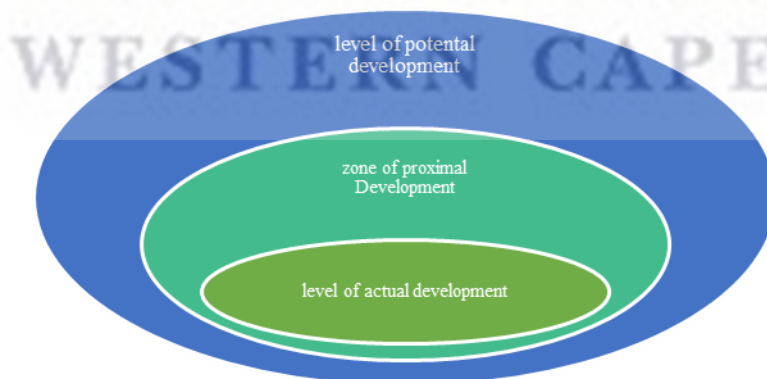 WESTERN CAPE
level of potental
development
zone of proximal
Development
level of actual development